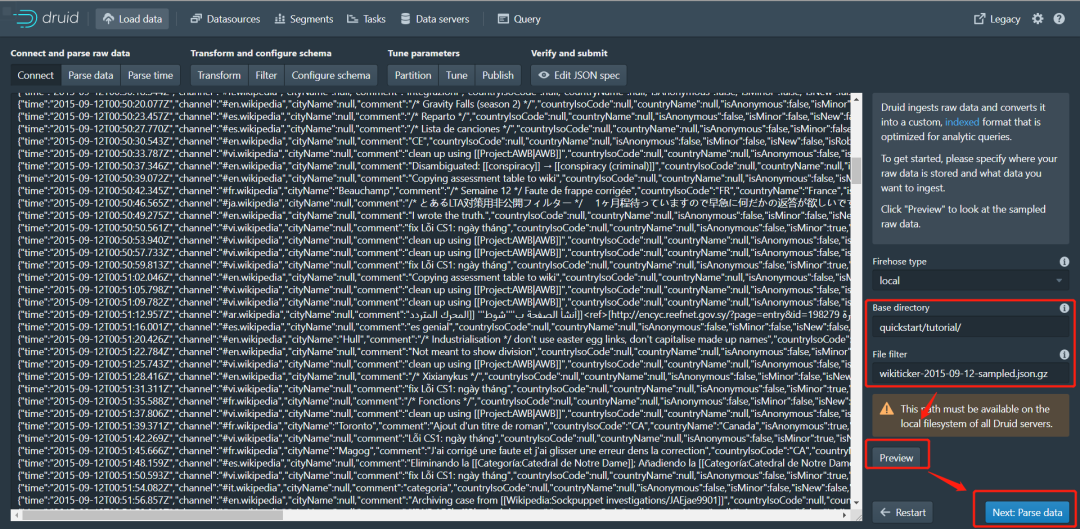 druid Load data Datasources Segments Tasks Data servers Query Legacy
Connect and parse raw data Transform and configure schema Tune parameters Verify and submit
Connect Parse data Parse time Transform Filter Configure schema Partition Tune Publish Edit JSON spec
{"time":"2015-09-12T00:50:20.077Z","channel":"#en.wikipedia","cityName":null,"comment":"/* Gravity Falls (season 2) */","countryIsoCode":null,"countryName":null,"isAnonymous":false,"isMinor":false,"isNew":f
{"time":"2015-09-12T00:50:23.457Z","channel":"#es.wikipedia","cityName":null,"comment":"/* Reparto */","countryIsoCode":null,"countryName":null,"isAnonymous":false,"isMinor":false,"isNew":false
{"time":"2015-09-12T00:50:27.770Z","channel":"#es.wikipedia","cityName":null,"comment":"/* Lista de canciones */","countryIsoCode":null,"countryName":null,"isAnonymous":false,"isMinor":false,"isNew":false
{"time":"2015-09-12T00:50:30.543Z","channel":"#en.wikipedia","cityName":null,"comment":"CE","countryIsoCode":null,"countryName":null,"isAnonymous":false,"isMinor":false,"isNew":false,"isRob
{"time":"2015-09-12T00:50:33.787Z","channel":"#vi.wikipedia","cityName":null,"comment":"clean up using [[Project:AWB|AWB]]","countryIsoCode":null,"countryName":null,"isAnonymous":false
{"time":"2015-09-12T00:50:37.346Z","channel":"#en.wikipedia","cityName":null,"comment":"Disambiguated: [[conspiracy]] → [[conspiracy (criminal)]]","countryIsoCode":null,"countryName":null
{"time":"2015-09-12T00:50:39.072Z","channel":"#en.wikipedia","cityName":null,"comment":"Copying assessment table to wiki","countryIsoCode":null,"countryName":null,"isAnonymous":false
{"time":"2015-09-12T00:50:42.345Z","channel":"#fr.wikipedia","cityName":"Beauchamp","comment":"/* Semaine 12 */ Faute de frappe corrigée","countryIsoCode":"FR","countryName":"France","is
{"time":"2015-09-12T00:50:46.565Z","channel":"#ja.wikipedia","cityName":null,"comment":"/* とあるLTA対策用非公開フィルター */ 1ヶ月程待っていますので早急に何だかの返答が欲しいです
{"time":"2015-09-12T00:50:49.275Z","channel":"#en.wikipedia","cityName":null,"comment":"I wrote the truth.","countryIsoCode":null,"countryName":null,"isAnonymous":false,"isMinor":false,"isN
{"time":"2015-09-12T00:50:50.561Z","channel":"#vi.wikipedia","cityName":null,"comment":"fix Lỗi CS1: ngày tháng","countryIsoCode":null,"countryName":null,"isAnonymous":false,"isMinor":true,
{"time":"2015-09-12T00:50:53.940Z","channel":"#vi.wikipedia","cityName":null,"comment":"clean up using [[Project:AWB|AWB]]","countryIsoCode":null,"countryName":null,"isAnonymous":false
{"time":"2015-09-12T00:50:57.733Z","channel":"#vi.wikipedia","cityName":null,"comment":"clean up using [[Project:AWB|AWB]]","countryIsoCode":null,"countryName":null,"isAnonymous":false
{"time":"2015-09-12T00:50:59.813Z","channel":"#vi.wikipedia","cityName":null,"comment":"fix Lỗi CS1: ngày tháng","countryIsoCode":null,"countryName":null,"isAnonymous":false,"isMinor":true,
{"time":"2015-09-12T00:51:02.046Z","channel":"#en.wikipedia","cityName":null,"comment":"Copying assessment table to wiki","countryIsoCode":null,"countryName":null,"isAnonymous":false
{"time":"2015-09-12T00:51:05.798Z","channel":"#vi.wikipedia","cityName":null,"comment":"clean up using [[Project:AWB|AWB]]","countryIsoCode":null,"countryName":null,"isAnonymous":false
{"time":"2015-09-12T00:51:09.782Z","channel":"#vi.wikipedia","cityName":null,"comment":"clean up using [[Project:AWB|AWB]]","countryIsoCode":null,"countryName":null,"isAnonymous":false
{"time":"2015-09-12T00:51:12.957Z","channel":"#ar.wikipedia","cityName":null,"comment":"أنشأ الصفحة ب'""شوط"" [[المحرك المتردد]]<ref>[http://encyc.reefnet.gov.sy/?page=entry&id=198279
{"time":"2015-09-12T00:51:16.001Z","channel":"#es.wikipedia","cityName":null,"comment":"es genial","countryIsoCode":null,"countryName":null,"isAnonymous":false,"isMinor":false,"isNew":false
{"time":"2015-09-12T00:51:20.426Z","channel":"#en.wikipedia","cityName":"Hull","comment":"/* Industrialisation */ don't use easter egg links, don't capitalise made up names","countryIsoCode
{"time":"2015-09-12T00:51:22.784Z","channel":"#en.wikipedia","cityName":null,"comment":"Not meant to show division","countryIsoCode":null,"countryName":null,"isAnonymous":false,"isMinor
{"time":"2015-09-12T00:51:25.743Z","channel":"#vi.wikipedia","cityName":null,"comment":"clean up using [[Project:AWB|AWB]]","countryIsoCode":null,"countryName":null,"isAnonymous":false
{"time":"2015-09-12T00:51:28.416Z","channel":"#en.wikipedia","cityName":null,"comment":"/* Xixianykus */","countryIsoCode":null,"countryName":null,"isAnonymous":false,"isMinor":false,"isNe
{"time":"2015-09-12T00:51:31.311Z","channel":"#vi.wikipedia","cityName":null,"comment":"fix Lỗi CS1: ngày tháng","countryIsoCode":null,"countryName":null,"isAnonymous":false,"isMinor":true,
{"time":"2015-09-12T00:51:35.588Z","channel":"#fr.wikipedia","cityName":null,"comment":"/* Fonctions */","countryIsoCode":null,"countryName":null,"isAnonymous":false,"isMinor":false,"isNew
{"time":"2015-09-12T00:51:37.806Z","channel":"#vi.wikipedia","cityName":null,"comment":"clean up using [[Project:AWB|AWB]]","countryIsoCode":null,"countryName":null,"isAnonymous":false
{"time":"2015-09-12T00:51:39.371Z","channel":"#fr.wikipedia","cityName":"Toronto","comment":"Ajout d'un titre de roman","countryIsoCode":"CA","countryName":"Canada","isAnonymous":true,
{"time":"2015-09-12T00:51:42.269Z","channel":"#vi.wikipedia","cityName":null,"comment":"Lỗi CS1: ngày tháng","countryIsoCode":null,"countryName":null,"isAnonymous":false,"isMinor":true,"is
{"time":"2015-09-12T00:51:45.666Z","channel":"#fr.wikipedia","cityName":"Magog","comment":"J'ai corrigé une faute et j'ai glisser une erreur dens la correction","countryIsoCode":"CA","country
{"time":"2015-09-12T00:51:48.159Z","channel":"#es.wikipedia","cityName":null,"comment":"Eliminando la [[Categoría:Catedral de Notre Dame]]; Añadiendo la [[Categoría:Catedral de Notre Dam
{"time":"2015-09-12T00:51:50.593Z","channel":"#vi.wikipedia","cityName":null,"comment":"clean up using [[Project:AWB|AWB]]","countryIsoCode":null,"countryName":null,"isAnonymous":false
{"time":"2015-09-12T00:51:54.082Z","channel":"#it.wikipedia","cityName":null,"comment":"categoria","countryIsoCode":null,"countryName":null,"isAnonymous":false,"isMinor":false,"isNew":false
{"time":"2015-09-12T00:51:56.857Z","channel":"#en.wikipedia","cityName":null,"comment":"Archiving case from [[Wikipedia:Sockpuppet investigations/AEjae9901]]","countryIsoCode":null,"cou
Druid ingests raw data and converts it
into a custom, indexed format that is
optimized for analytic queries.
To get started, please specify where your
raw data is stored and what data you
want to ingest.
Click "Preview" to look at the sampled
raw data.
Firehose type
local
Base directory
quickstart/tutorial/
File filter
wikiticker-2015-09-12-sampled.json.gz
This path must be available on the
local filesystem of all Druid servers.
Preview
Restart Next: Parse data